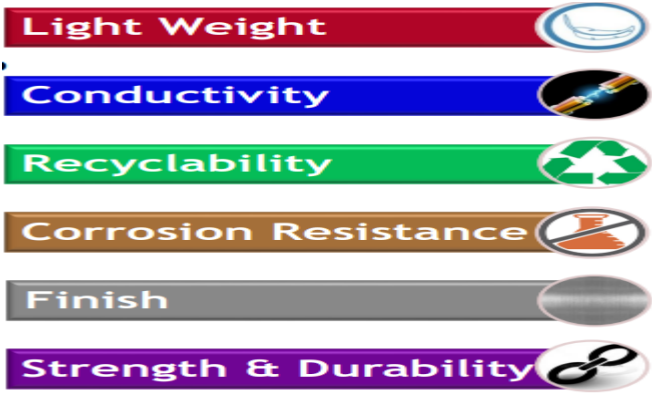 Light Weight
Conductivity
Recyclability
Corrosion Resistance
Finish
Strength & Durability